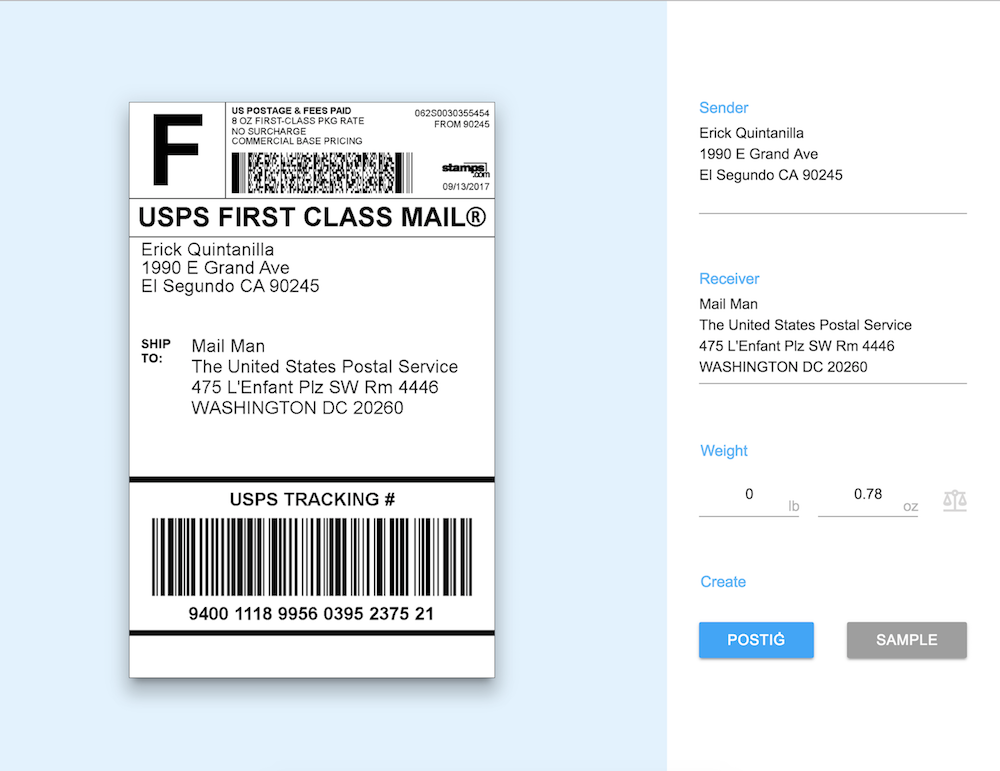 F
US POSTAGE & FEES PAID
8 OZ FIRST-CLASS PKG RATE
NO SURCHARGE
COMMERCIAL BASE PRICING
062S0030355454
FROM 90245
stamps.com
09/13/2017
USPS FIRST CLASS MAIL®
Erick Quintanilla
1990 E Grand Ave
El Segundo CA 90245
SHIP TO:
Mail Man
The United States Postal Service
475 L'Enfant Plz SW Rm 4446
WASHINGTON DC 20260
USPS TRACKING #
9400 1118 9956 0395 2375 21
Sender
Erick Quintanilla
1990 E Grand Ave
El Segundo CA 90245
Receiver
Mail Man
The United States Postal Service
475 L'Enfant Plz SW Rm 4446
WASHINGTON DC 20260
Weight
0 lb 0.78 oz
Create
POSTIĠ SAMPLE